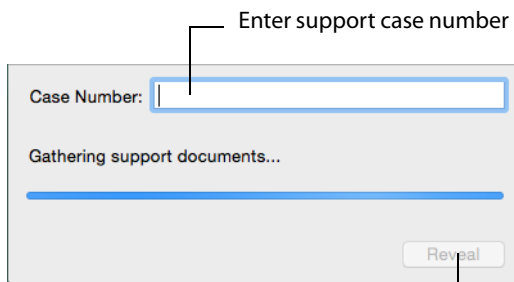 Enter support case number
Case Number:
Gathering support documents...
Reveal